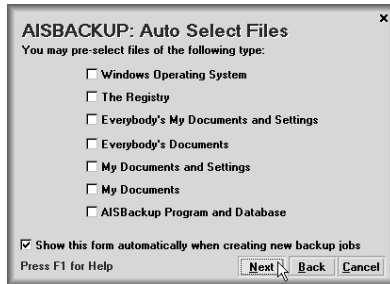 AISBACKUP: Auto Select Files
You may pre-select files of the following type:
Windows Operating System
The Registry
Everybody's My Documents and Settings
Everybody's Documents
My Documents and Settings
My Documents
AISBackup Program and Database
Show this form automatically when creating new backup jobs
Press F1 for Help Next Back Cancel